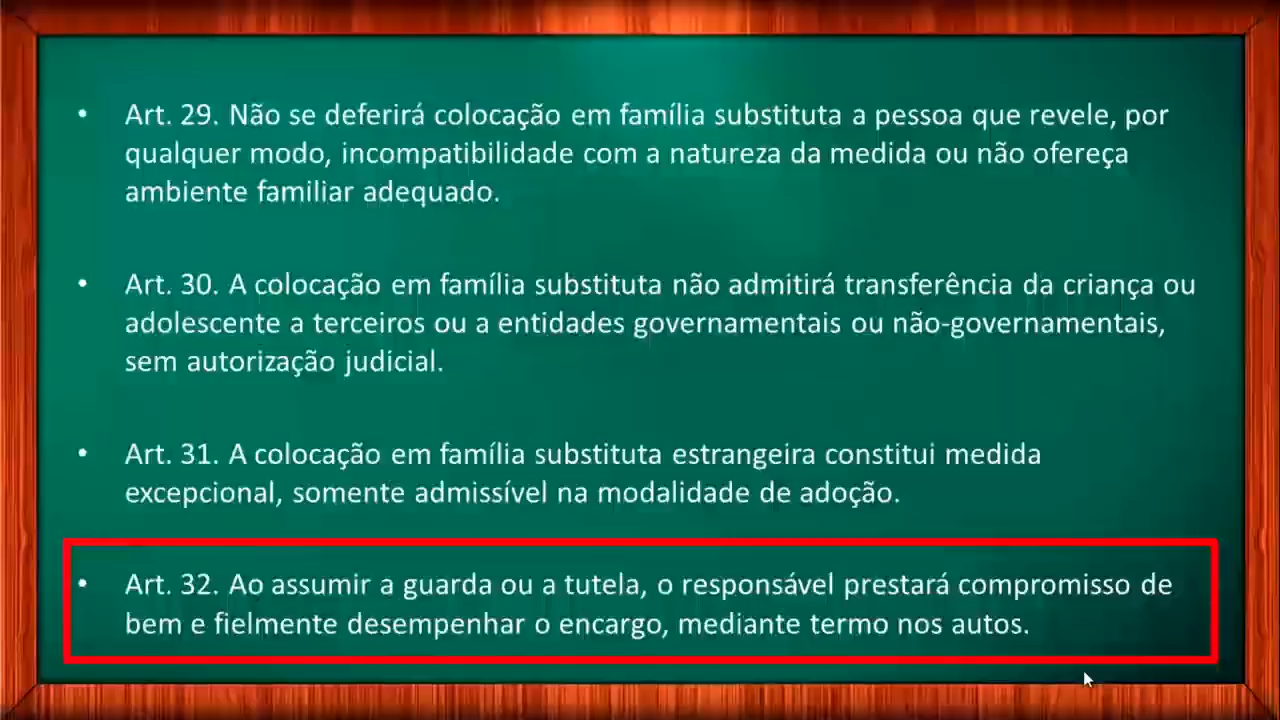 • Art. 29. Não se deferirá colocação em família substituta a pessoa que revele, por
qualquer modo, incompatibilidade com a natureza da medida ou não ofereça
ambiente familiar adequado.
• Art. 30. A colocação em família substituta não admitirá transferência da criança ou
adolescente a terceiros ou a entidades governamentais ou não-governamentais,
sem autorização judicial.
• Art. 31. A colocação em família substituta estrangeira constitui medida
excepcional, somente admissível na modalidade de adoção.
• Art. 32. Ao assumir a guarda ou a tutela, o responsável prestará compromisso de
bem e fielmente desempenhar o encargo, mediante termo nos autos.